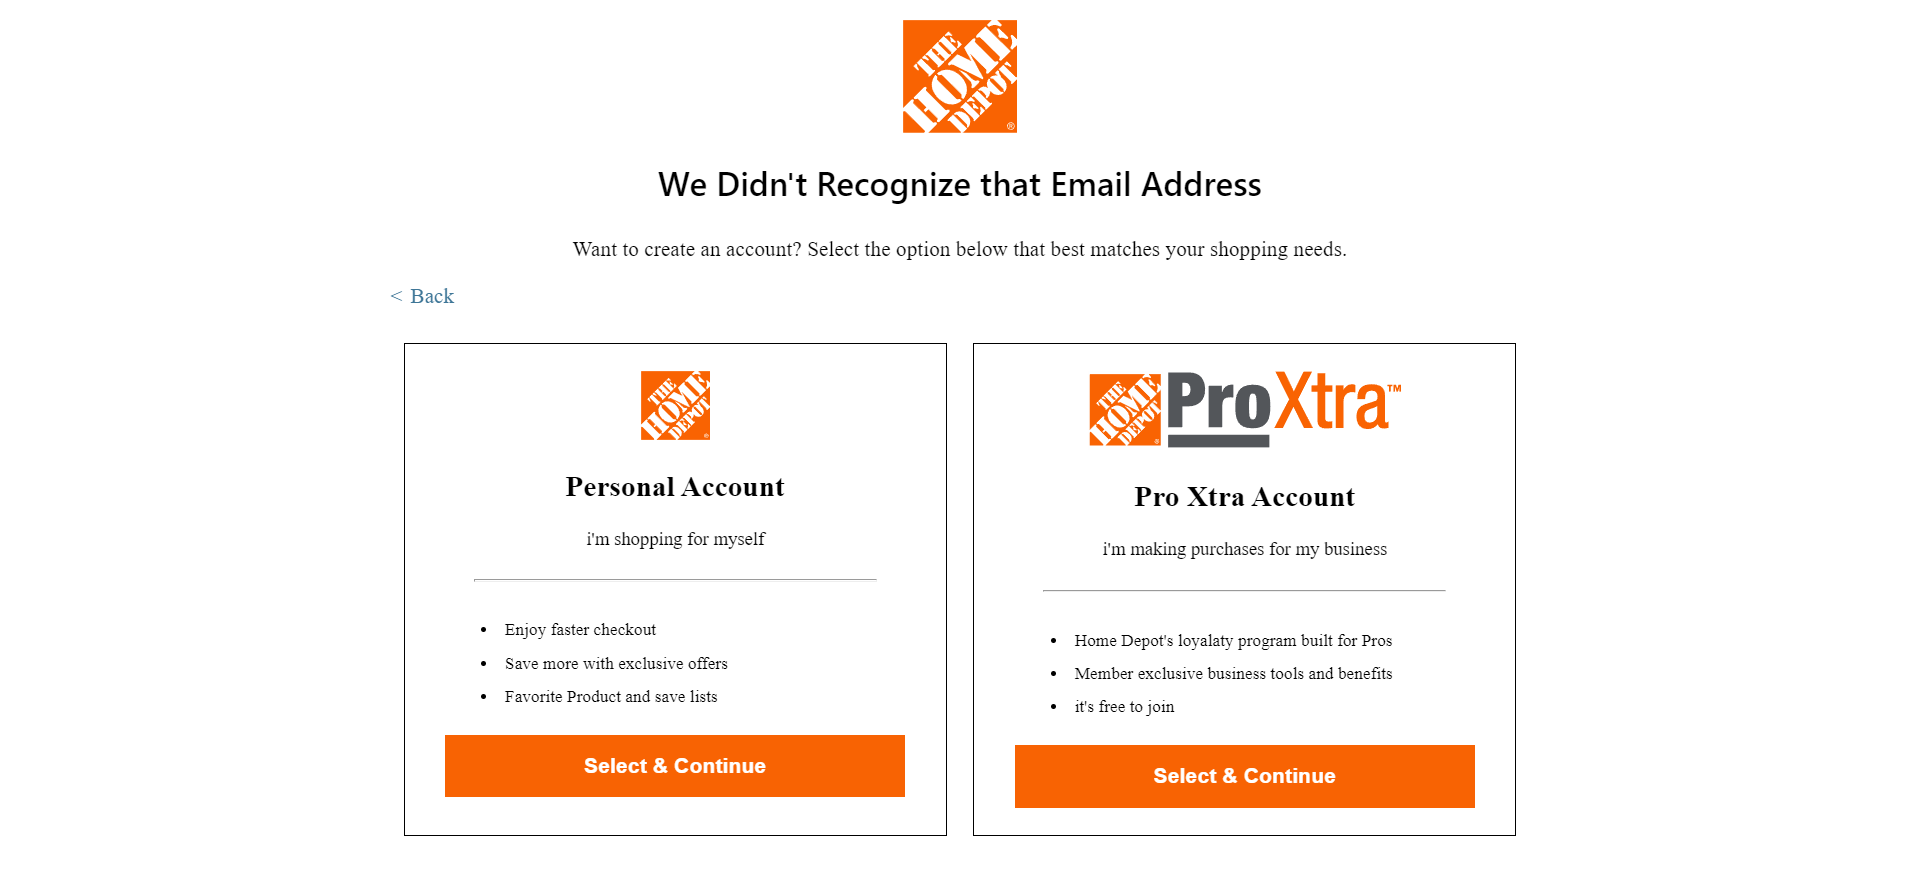 THE
HOME
DEPOT
®
We Didn't Recognize that Email Address
Want to create an account? Select the option below that best matches your shopping needs.
< Back
THE
HOME
DEPOT
®
Personal Account
i'm shopping for myself
• Enjoy faster checkout
• Save more with exclusive offers
• Favorite Product and save lists
Select & Continue
THE
HOME
DEPOT
®
ProXtra™
Pro Xtra Account
i'm making purchases for my business
• Home Depot's loyalaty program built for Pros
• Member exclusive business tools and benefits
• it's free to join
Select & Continue